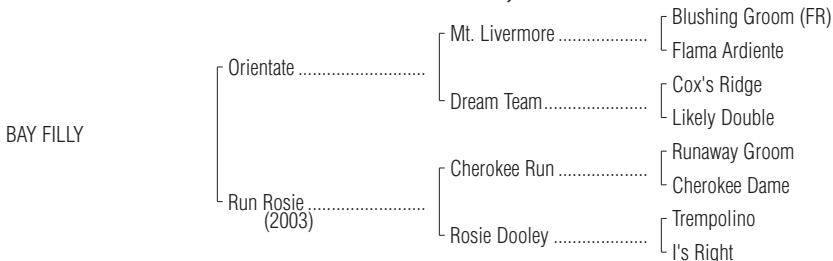 Blushing Groom (FR)
Mt. Livermore ....................
Flama Ardiente
Orientate ............................
Cox's Ridge
Dream Team.......................
Likely Double
BAY FILLY
Runaway Groom
Cherokee Run ....................
Cherokee Dame
Run Rosie..........................
(2003)
Trempolino
Rosie Dooley .....................
I's Right